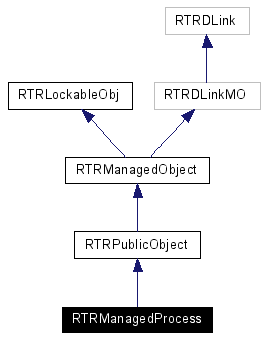 RTRDLink
RTRLockableObj
RTRDLinkMO
RTRManagedObject
RTRPublicObject
RTRManagedProcess